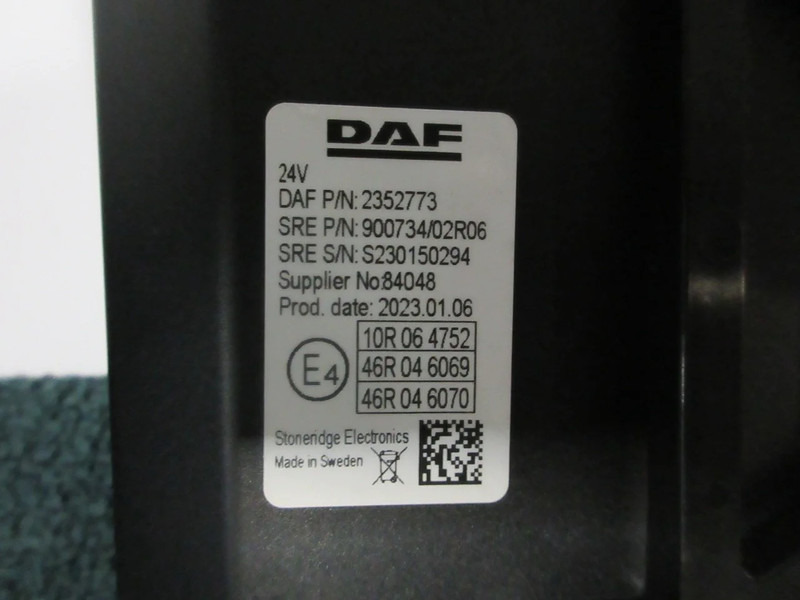 DAF
24V
DAF P/N: 2352773
SRE P/N: 900734/02R06
SRE S/N: S230150294
Supplier No:84048
Prod. date: 2023.01.06
E4
10R 06 4752
46R 04 6069
46R 04 6070
Stoneridge Electronics
Made in Sweden